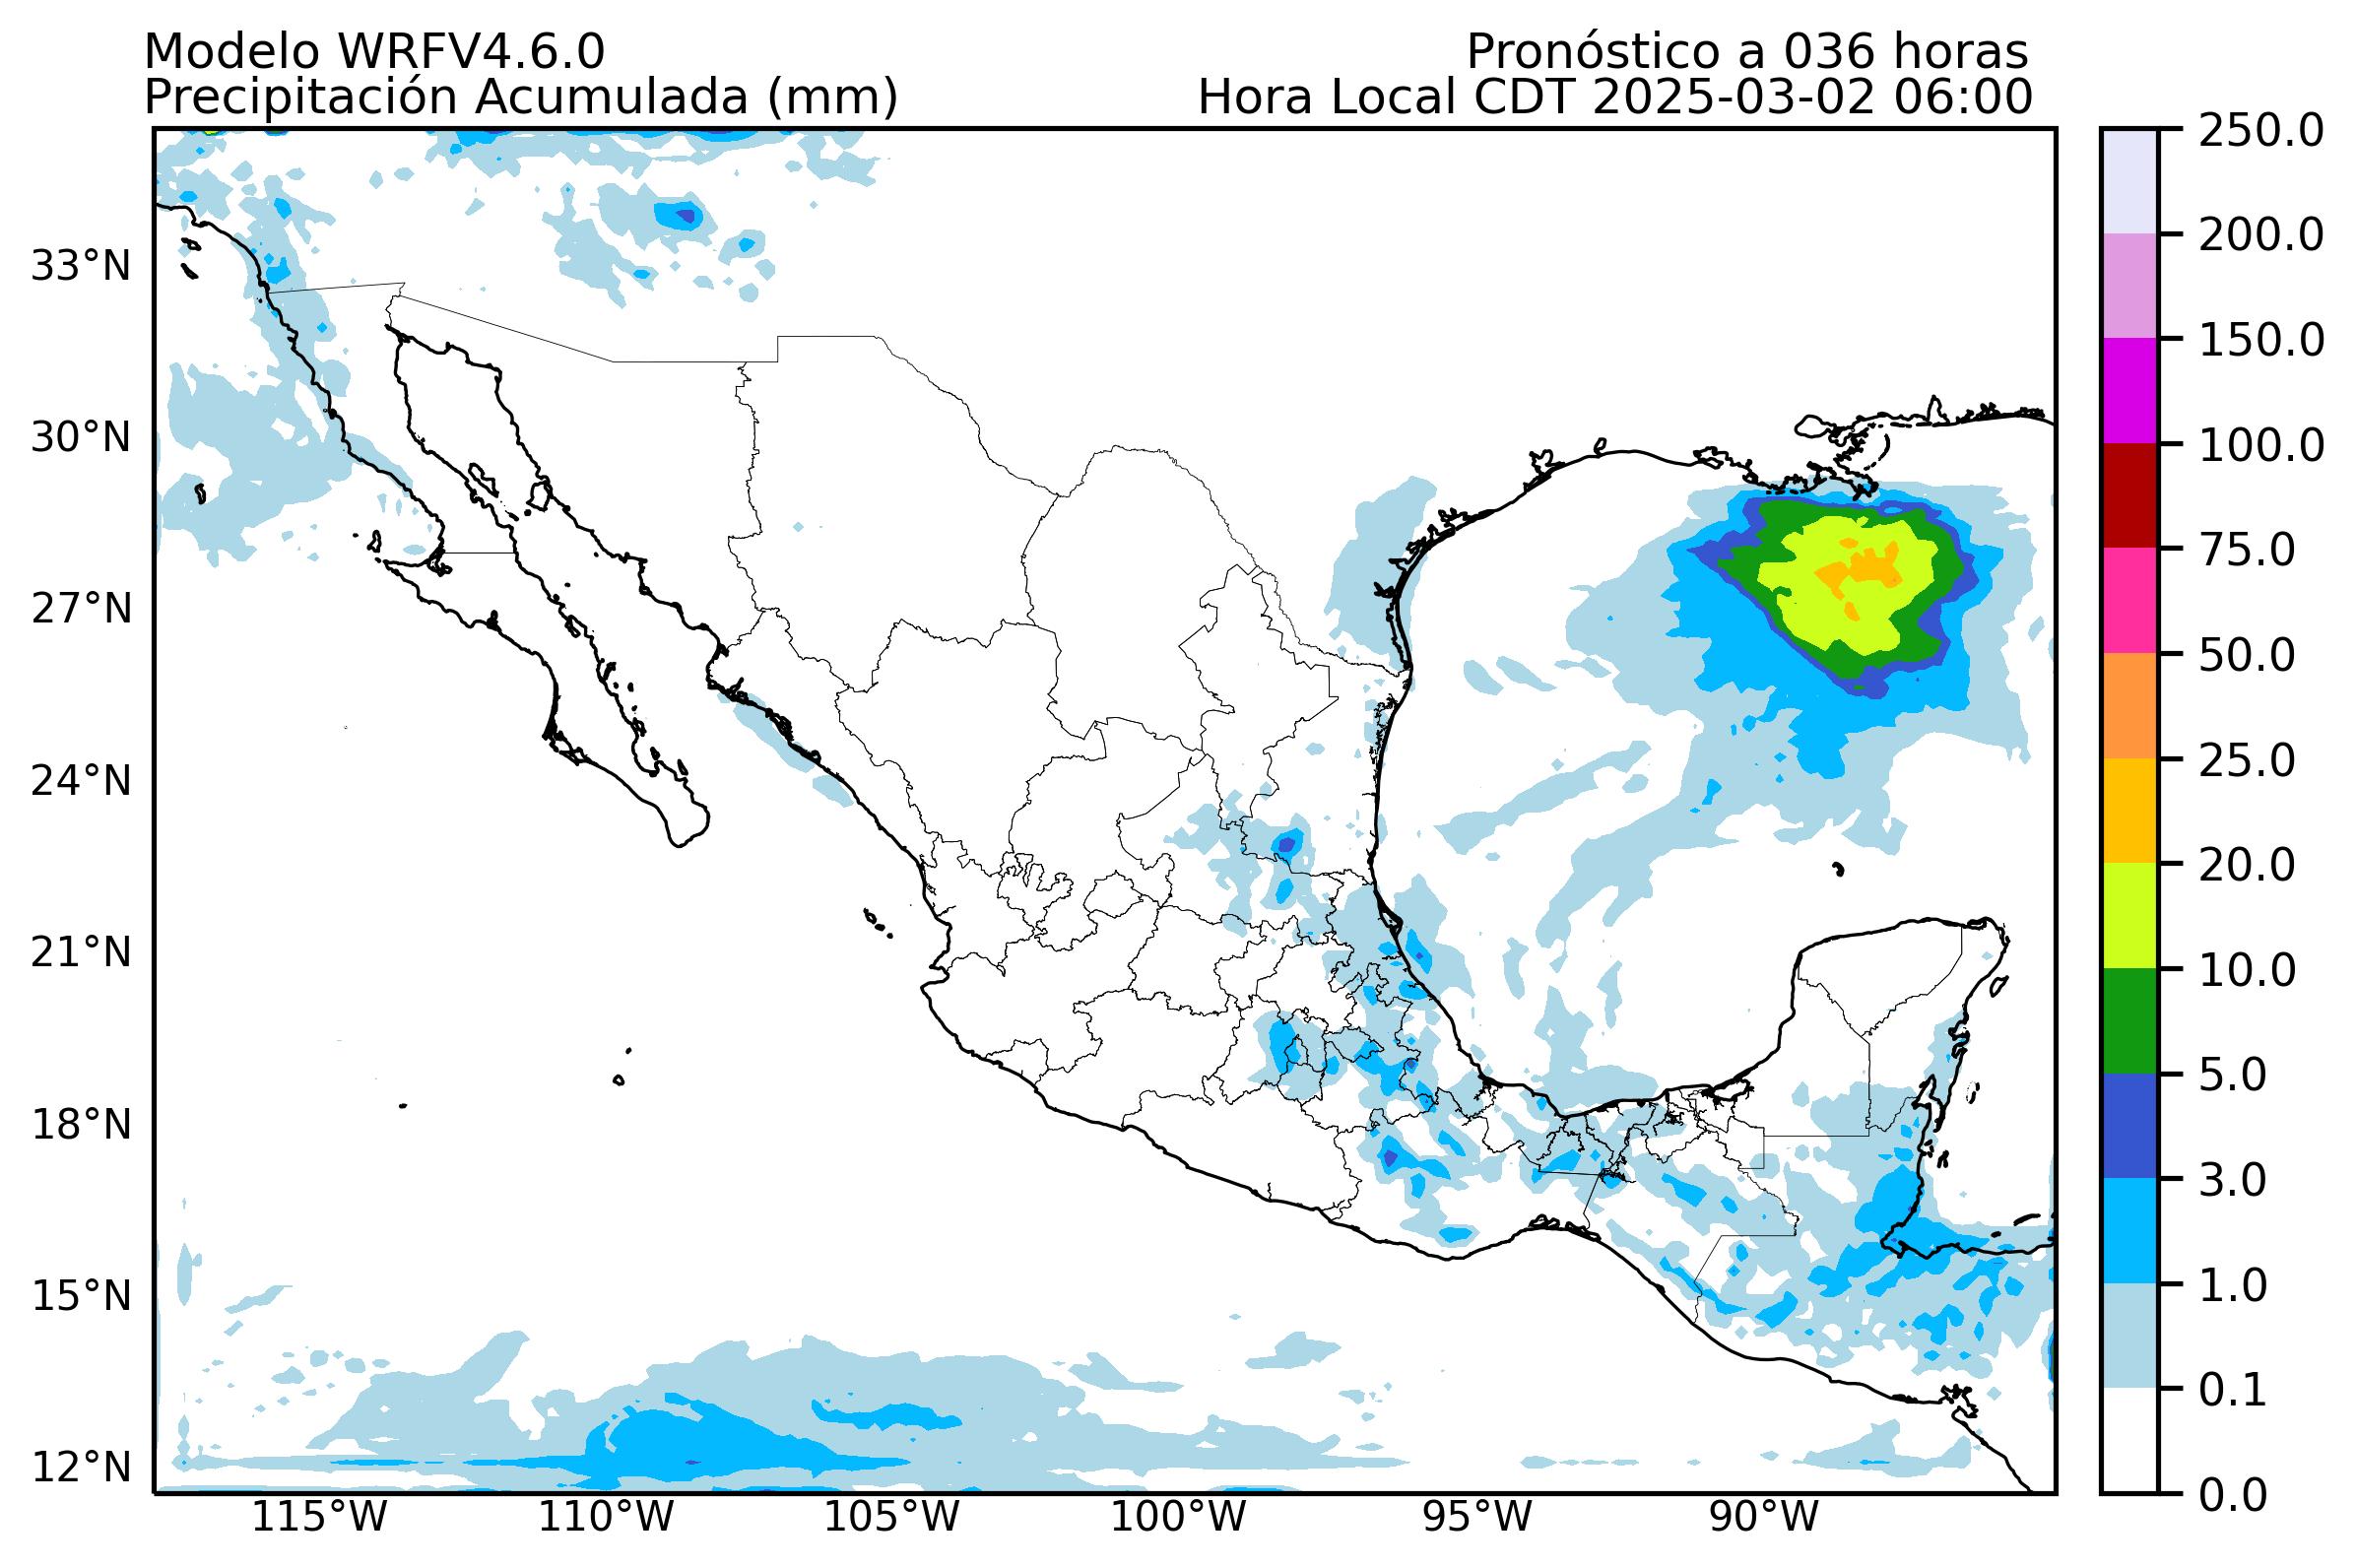 Modelo WRFV4.6.0
Pronóstico a 036 horas
Precipitación Acumulada (mm)
Hora Local CDT 2025-03-02 06:00
33°N
30°N
27°N
24°N
21°N
18°N
15°N
12°N
115°W
110°W
105°W
100°W
95°W
90°W
250.0
200.0
150.0
100.0
75.0
50.0
25.0
20.0
10.0
5.0
3.0
1.0
0.1
0.0